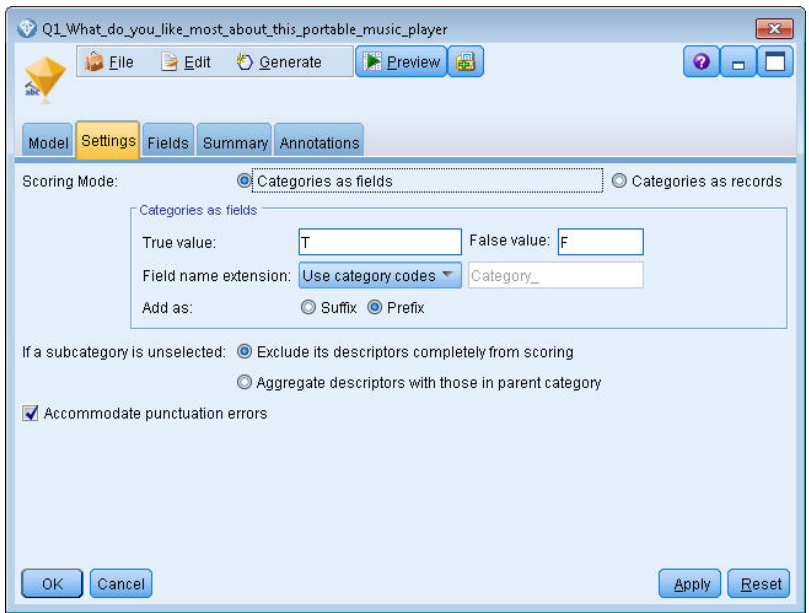 Q1_What_do_you_like_most_about_this_portable_music_player
File Edit Generate Preview
abc
Model Settings Fields Summary Annotations
Scoring Mode: Categories as fields Categories as records
Categories as fields
True value: T False value: F
Field name extension: Use category codes Category_
Add as: Suffix Prefix
If a subcategory is unselected: Exclude its descriptors completely from scoring
Aggregate descriptors with those in parent category
Accommodate punctuation errors
OK Cancel Apply Reset